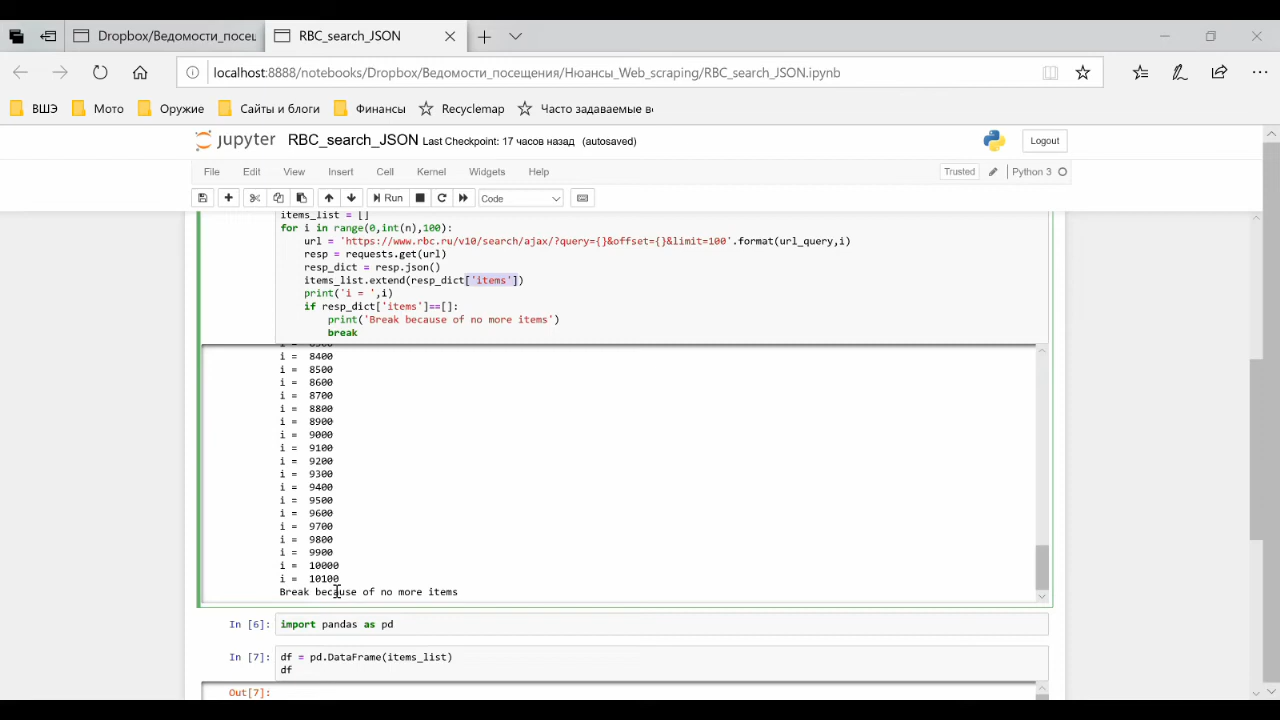 Dropbox/Ведомости_посещ
RBC_search_JSON
localhost:8888/notebooks/Dropbox/Ведомости_посещения/Нюансы_Web_scraping/RBC_search_JSON.ipynb
ВШЭ Мото Оружие Сайты и блоги Финансы Recyclemap Часто задаваемые вс
jupyter RBC_search_JSON Last Checkpoint: 17 часов назад (autosaved) Logout
File Edit View Insert Cell Kernel Widgets Help Trusted Python 3
Run Code
items_list = []
for i in range(0,int(n),100):
url = 'https://www.rbc.ru/v10/search/ajax/?query={}&offset={}&limit=100'.format(url_query,i)
resp = requests.get(url)
resp_dict = resp.json()
items_list.extend(resp_dict['items'])
print('i = ',i)
if resp_dict['items']==[]:
print('Break because of no more items')
break
i =  8400
i =  8500
i =  8600
i =  8700
i =  8800
i =  8900
i =  9000
i =  9100
i =  9200
i =  9300
i =  9400
i =  9500
i =  9600
i =  9700
i =  9800
i =  9900
i =  10000
i =  10100
Break because of no more items
In [6]: import pandas as pd
In [7]: df = pd.DataFrame(items_list)
df
Out[7]: